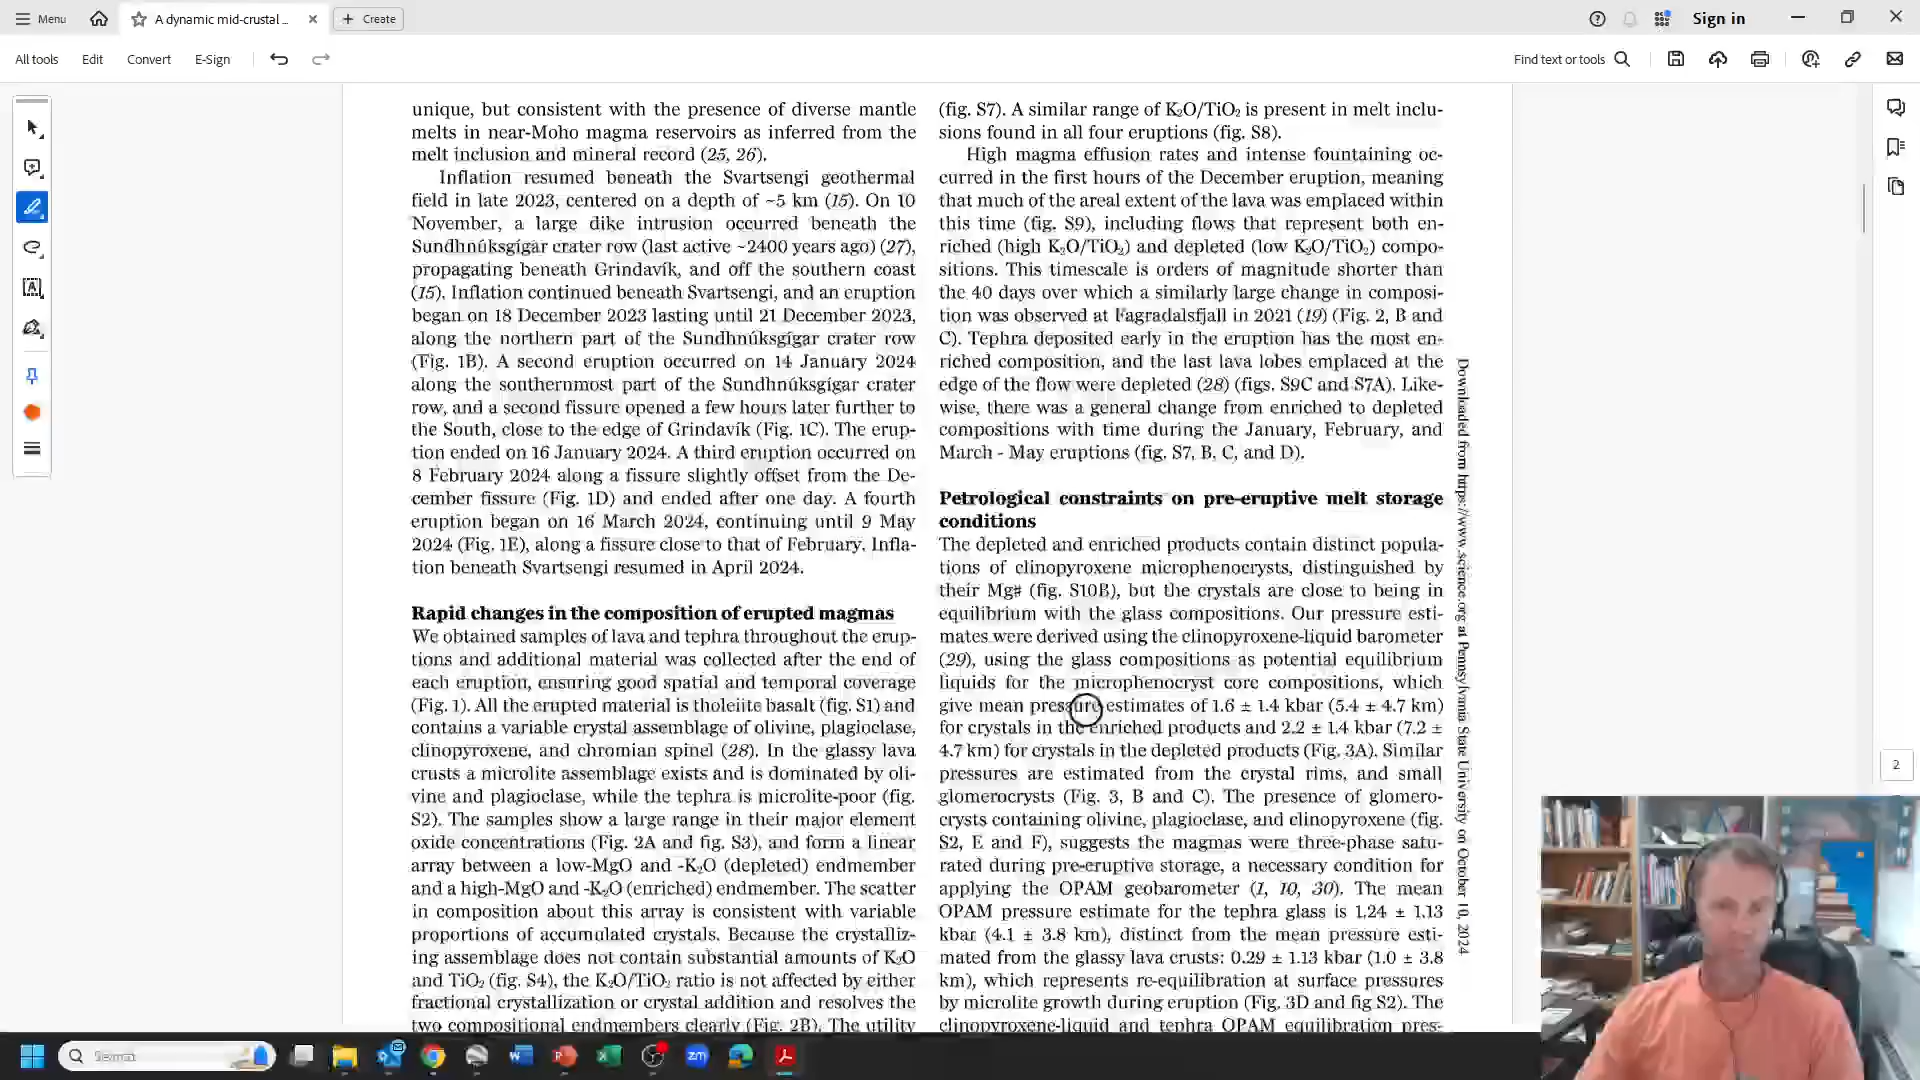 Menu
A dynamic mid-crustal ...
Create
Sign in
All tools
Edit
Convert
E-Sign
Find text or tools
unique, but consistent with the presence of diverse mantle
melts in near-Moho magma reservoirs as inferred from the
melt inclusion and mineral record (25, 26).
Inflation resumed beneath the Svartsengi geothermal
field in late 2023, centered on a depth of ~5 km (15). On 10
November, a large dike intrusion occurred beneath the
Sundhnúksgígar crater row (last active ~2400 years ago) (27),
propagating beneath Grindavík, and off the southern coast
(15). Inflation continued beneath Svartsengi, and an eruption
began on 18 December 2023 lasting until 21 December 2023,
along the northern part of the Sundhnúksgígar crater row
(Fig. 1B). A second eruption occurred on 14 January 2024
along the southernmost part of the Sundhnúksgígar crater
row, and a second fissure opened a few hours later further to
the South, close to the edge of Grindavík (Fig. 1C). The erup-
tion ended on 16 January 2024. A third eruption occurred on
8 February 2024 along a fissure slightly offset from the De-
cember fissure (Fig. 1D) and ended after one day. A fourth
eruption began on 16 March 2024, continuing until 9 May
2024 (Fig. 1E), along a fissure close to that of February. Infla-
tion beneath Svartsengi resumed in April 2024.
Rapid changes in the composition of erupted magmas
We obtained samples of lava and tephra throughout the erup-
tions and additional material was collected after the end of
each eruption, ensuring good spatial and temporal coverage
(Fig. 1). All the erupted material is tholeiite basalt (fig. S1) and
contains a variable crystal assemblage of olivine, plagioclase,
clinopyroxene, and chromian spinel (28). In the glassy lava
crusts a microlite assemblage exists and is dominated by oli-
vine and plagioclase, while the tephra is microlite-poor (fig.
S2). The samples show a large range in their major element
oxide concentrations (Fig. 2A and fig. S3), and form a linear
array between a low-MgO and -K₂O (depleted) endmember
and a high-MgO and -K₂O (enriched) endmember. The scatter
in composition about this array is consistent with variable
proportions of accumulated crystals. Because the crystalliz-
ing assemblage does not contain substantial amounts of K₂O
and TiO₂ (fig. S4), the K₂O/TiO₂ ratio is not affected by either
fractional crystallization or crystal addition and resolves the
two compositional endmembers clearly (Fig. 2B). The utility
(fig. S7). A similar range of K₂O/TiO₂ is present in melt inclu-
sions found in all four eruptions (fig. S8).
High magma effusion rates and intense fountaining oc-
curred in the first hours of the December eruption, meaning
that much of the areal extent of the lava was emplaced within
this time (fig. S9), including flows that represent both en-
riched (high K₂O/TiO₂) and depleted (low K₂O/TiO₂) compo-
sitions. This timescale is orders of magnitude shorter than
the 40 days over which a similarly large change in composi-
tion was observed at Fagradalsfjall in 2021 (19) (Fig. 2, B and
C). Tephra deposited early in the eruption has the most en-
riched composition, and the last lava lobes emplaced at the
edge of the flow were depleted (28) (figs. S9C and S7A). Like-
wise, there was a general change from enriched to depleted
compositions with time during the January, February, and
March - May eruptions (fig. S7, B, C, and D).
Petrological constraints on pre-eruptive melt storage
conditions
The depleted and enriched products contain distinct popula-
tions of clinopyroxene microphenocrysts, distinguished by
their Mg# (fig. S10B), but the crystals are close to being in
equilibrium with the glass compositions. Our pressure esti-
mates were derived using the clinopyroxene-liquid barometer
(29), using the glass compositions as potential equilibrium
liquids for the microphenocryst core compositions, which
give mean pressure estimates of 1.6 ± 1.4 kbar (5.4 ± 4.7 km)
for crystals in the enriched products and 2.2 ± 1.4 kbar (7.2 ±
4.7 km) for crystals in the depleted products (Fig. 3A). Similar
pressures are estimated from the crystal rims, and small
glomerocrysts (Fig. 3, B and C). The presence of glomero-
crysts containing olivine, plagioclase, and clinopyroxene (fig.
S2, E and F), suggests the magmas were three-phase satu-
rated during pre-eruptive storage, a necessary condition for
applying the OPAM geobarometer (1, 10, 30). The mean
OPAM pressure estimate for the tephra glass is 1.24 ± 1.13
kbar (4.1 ± 3.8 km), distinct from the mean pressure esti-
mated from the glassy lava crusts: 0.29 ± 1.13 kbar (1.0 ± 3.8
km), which represents re-equilibration at surface pressures
by microlite growth during eruption (Fig. 3D and fig S2). The
clinopyroxene-liquid and tephra OPAM equilibration pres-
Downloaded from https://www.science.org at Pennsylvania State University on October 10, 2024
2
Search
zm